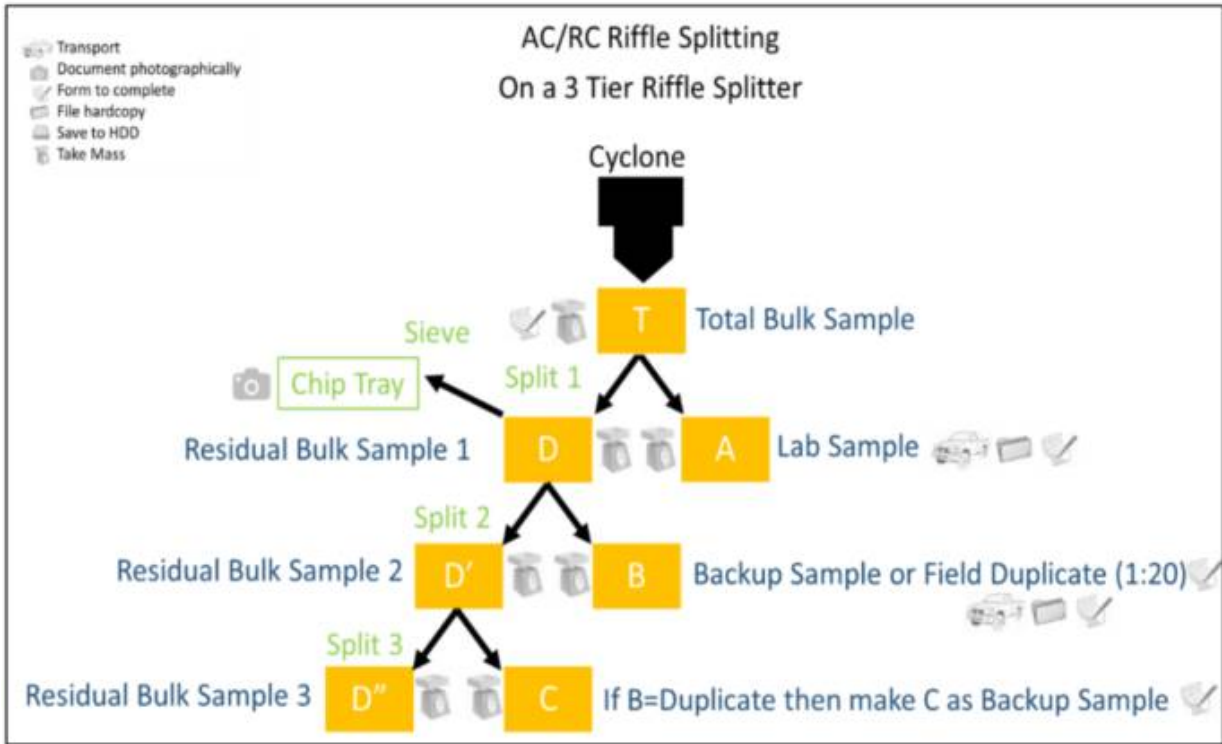 AC/RC Riffle Splitting
On a 3 Tier Riffle Splitter
Transport
Document photographically
Form to complete
File hardcopy
Save to HDD
Take Mass
Cyclone
T
Total Bulk Sample
Sieve
Chip Tray
Split 1
Residual Bulk Sample 1
D
A
Lab Sample
Split 2
Residual Bulk Sample 2
D'
B
Backup Sample or Field Duplicate (1:20)
Split 3
Residual Bulk Sample 3
D"
C
If B=Duplicate then make C as Backup Sample